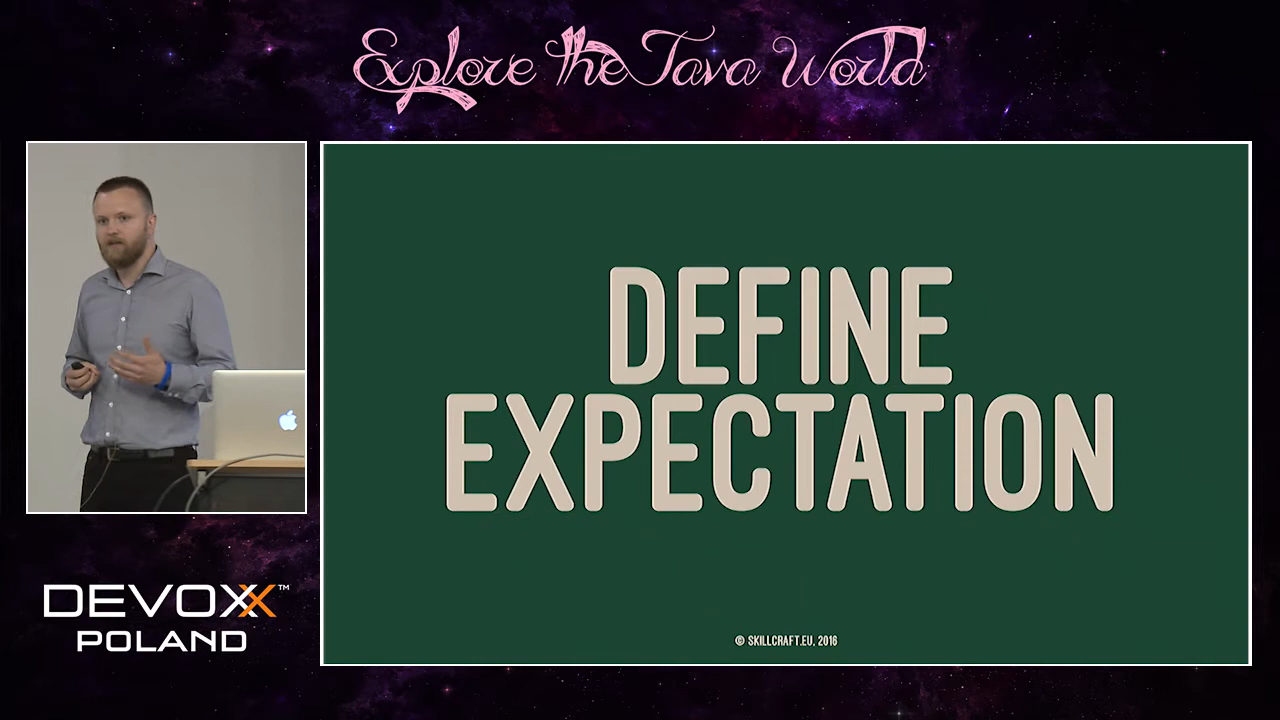 Explore the Java World
DEFINE
EXPECTATION
© SKILLCRAFT.EU, 2016
DEVOXX™
POLAND